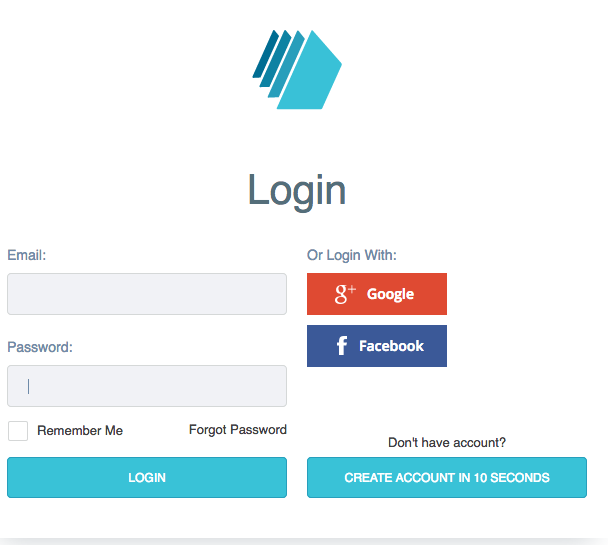 Login
Email:
Password:
Remember Me
Forgot Password
LOGIN
Or Login With:
g+ Google
f Facebook
Don't have account?
CREATE ACCOUNT IN 10 SECONDS